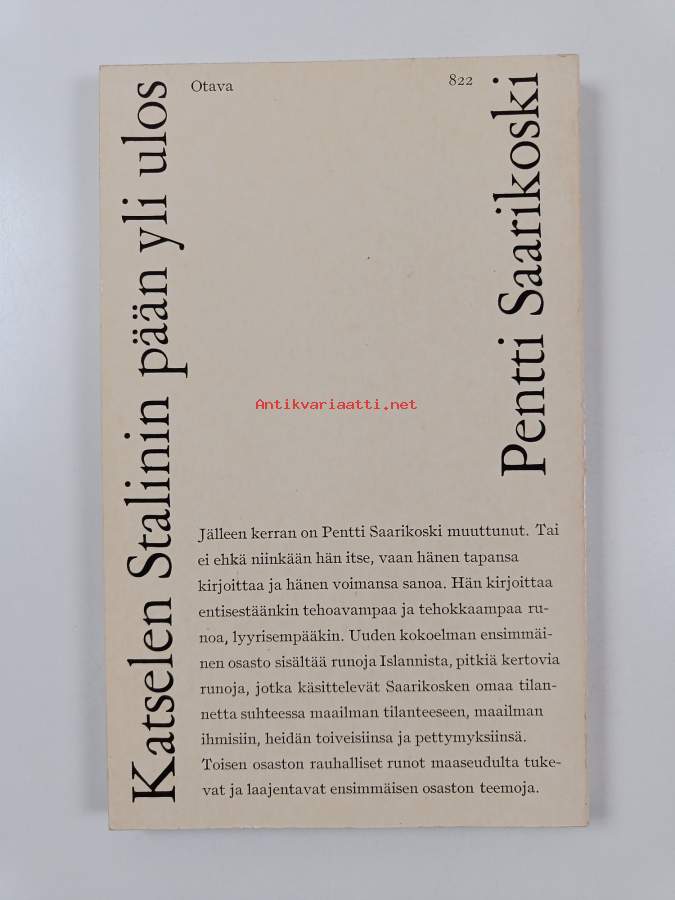 Otava
822
Katselen Stalinin pään yli ulos
Pentti Saarikoski
Antikvariaatti.net
Jälleen kerran on Pentti Saarikoski muuttunut. Tai
ei ehkä niinkään hän itse, vaan hänen tapansa
kirjoittaa ja hänen voimansa sanoa. Hän kirjoittaa
entisestäänkin tehoavampaa ja tehokkaampaa ru-
noa, lyyrisempääkin. Uuden kokoelman ensimmäi-
nen osasto sisältää runoja Islannista, pitkiä kertovia
runoja, jotka käsittelevät Saarikosken omaa tilan-
netta suhteessa maailman tilanteeseen, maailman
ihmisiin, heidän toiveisiinsa ja pettymyksiinsä.
Toisen osaston rauhalliset runot maaseudulta tuke-
vat ja laajentavat ensimmäisen osaston teemoja.